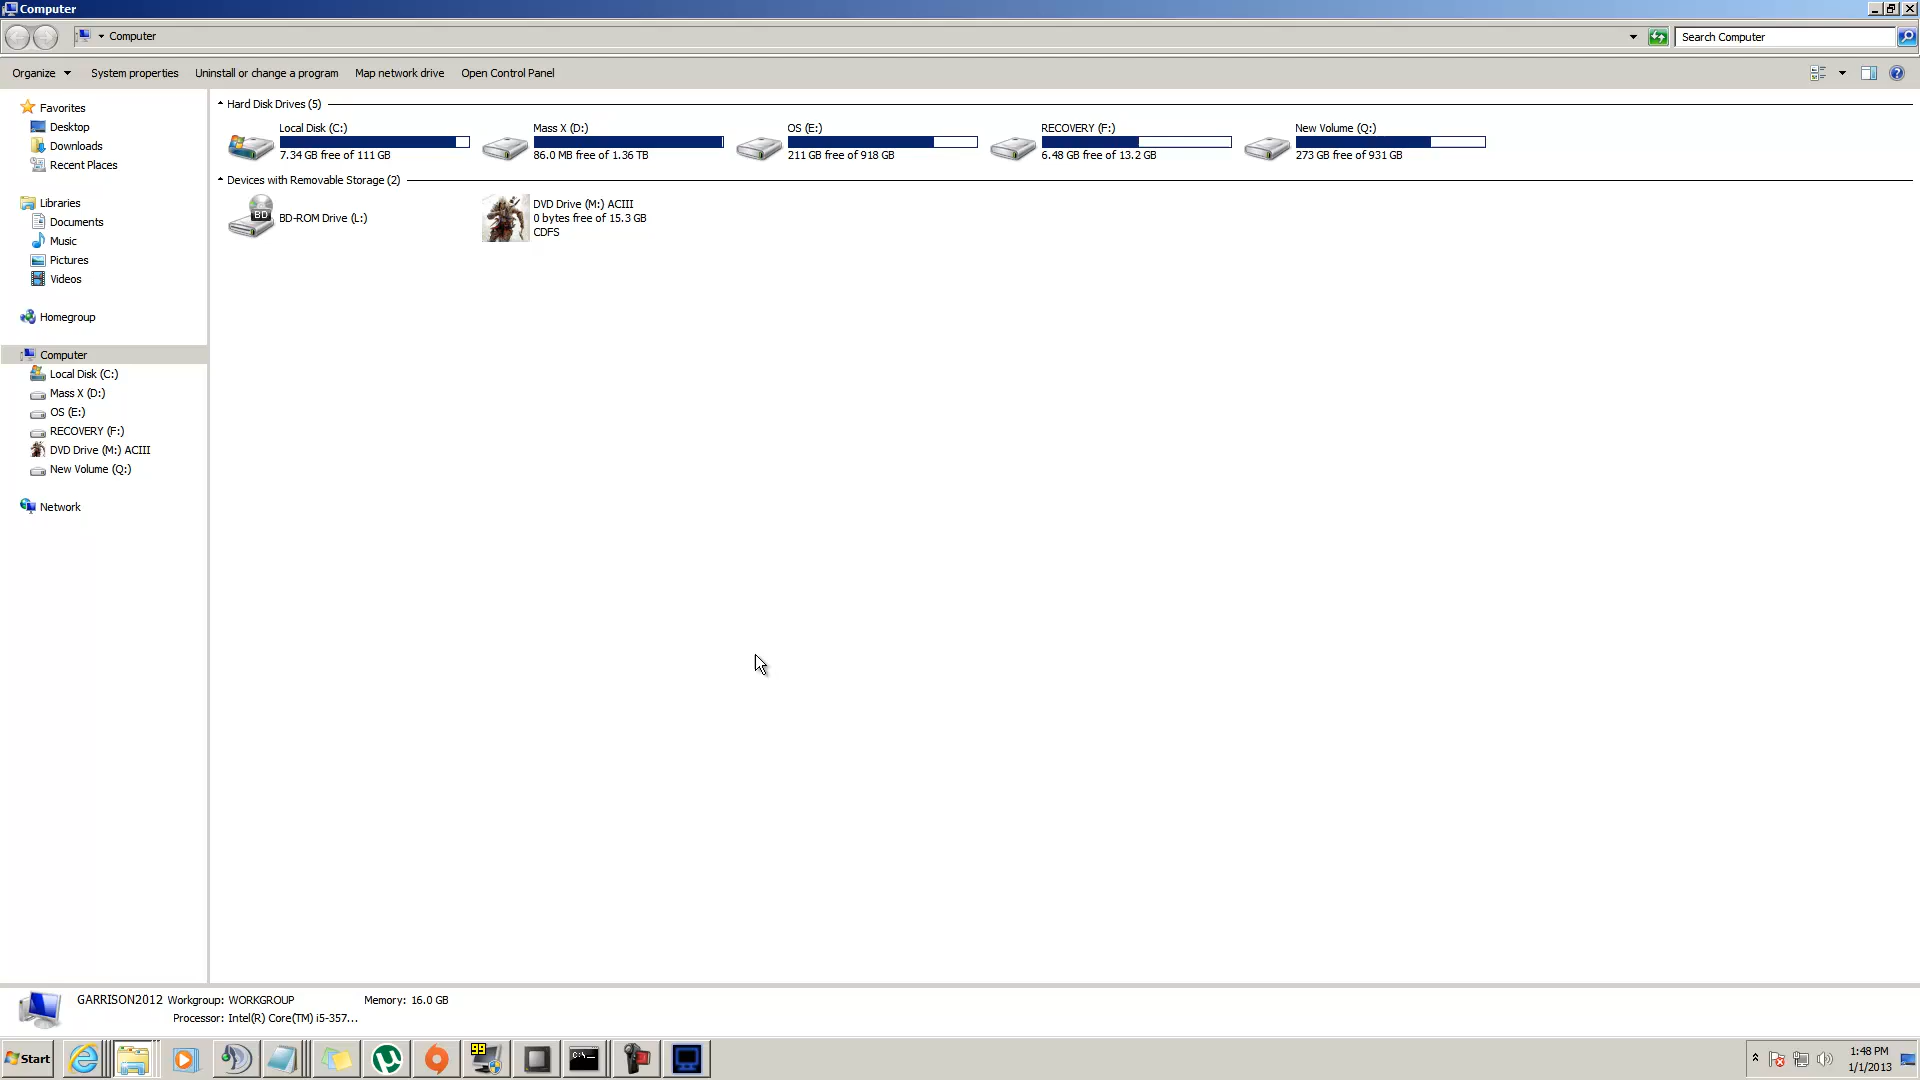 Computer
Computer
Search Computer
Organize
System properties
Uninstall or change a program
Map network drive
Open Control Panel
Favorites
Desktop
Downloads
Recent Places
Libraries
Documents
Music
Pictures
Videos
Homegroup
Computer
Local Disk (C:)
Mass X (D:)
OS (E:)
RECOVERY (F:)
DVD Drive (M:) ACIII
New Volume (Q:)
Network
Hard Disk Drives (5)
Local Disk (C:)
7.34 GB free of 111 GB
Mass X (D:)
86.0 MB free of 1.36 TB
OS (E:)
211 GB free of 918 GB
RECOVERY (F:)
6.48 GB free of 13.2 GB
New Volume (Q:)
273 GB free of 931 GB
Devices with Removable Storage (2)
BD
BD-ROM Drive (L:)
DVD Drive (M:) ACIII
0 bytes free of 15.3 GB
CDFS
GARRISON2012 Workgroup: WORKGROUP Memory: 16.0 GB
Processor: Intel(R) Core(TM) i5-357...
Start
99
C:\_
1:48 PM
1/1/2013